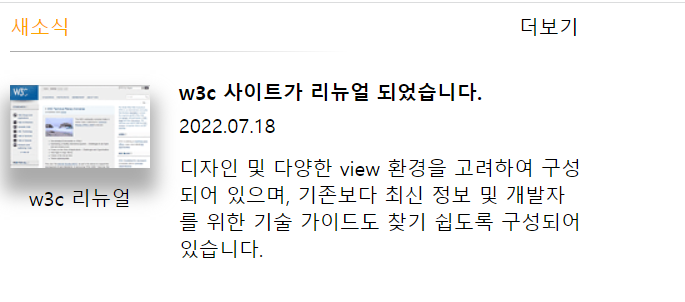 새소식
더보기
W3C
w3c 사이트가 리뉴얼 되었습니다.
2022.07.18
디자인 및 다양한 view 환경을 고려하여 구성
되어 있으며, 기존보다 최신 정보 및 개발자
를 위한 기술 가이드도 찾기 쉽도록 구성되어
있습니다.
w3c 리뉴얼